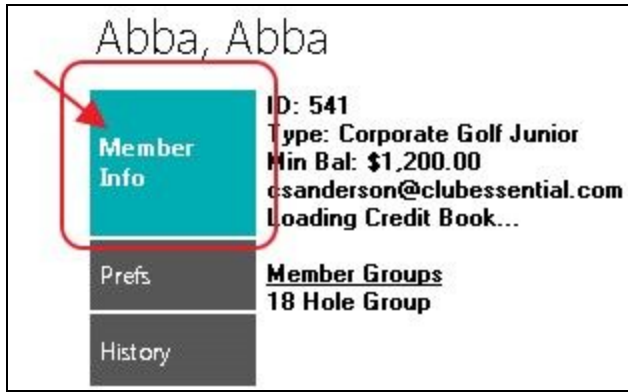 Abba, Abba
Member
Info
ID: 541
Type: Corporate Golf Junior
Min Bal: $1,200.00
csanderson@clubessential.com
Loading Credit Book...
Prefs
Member Groups
18 Hole Group
History